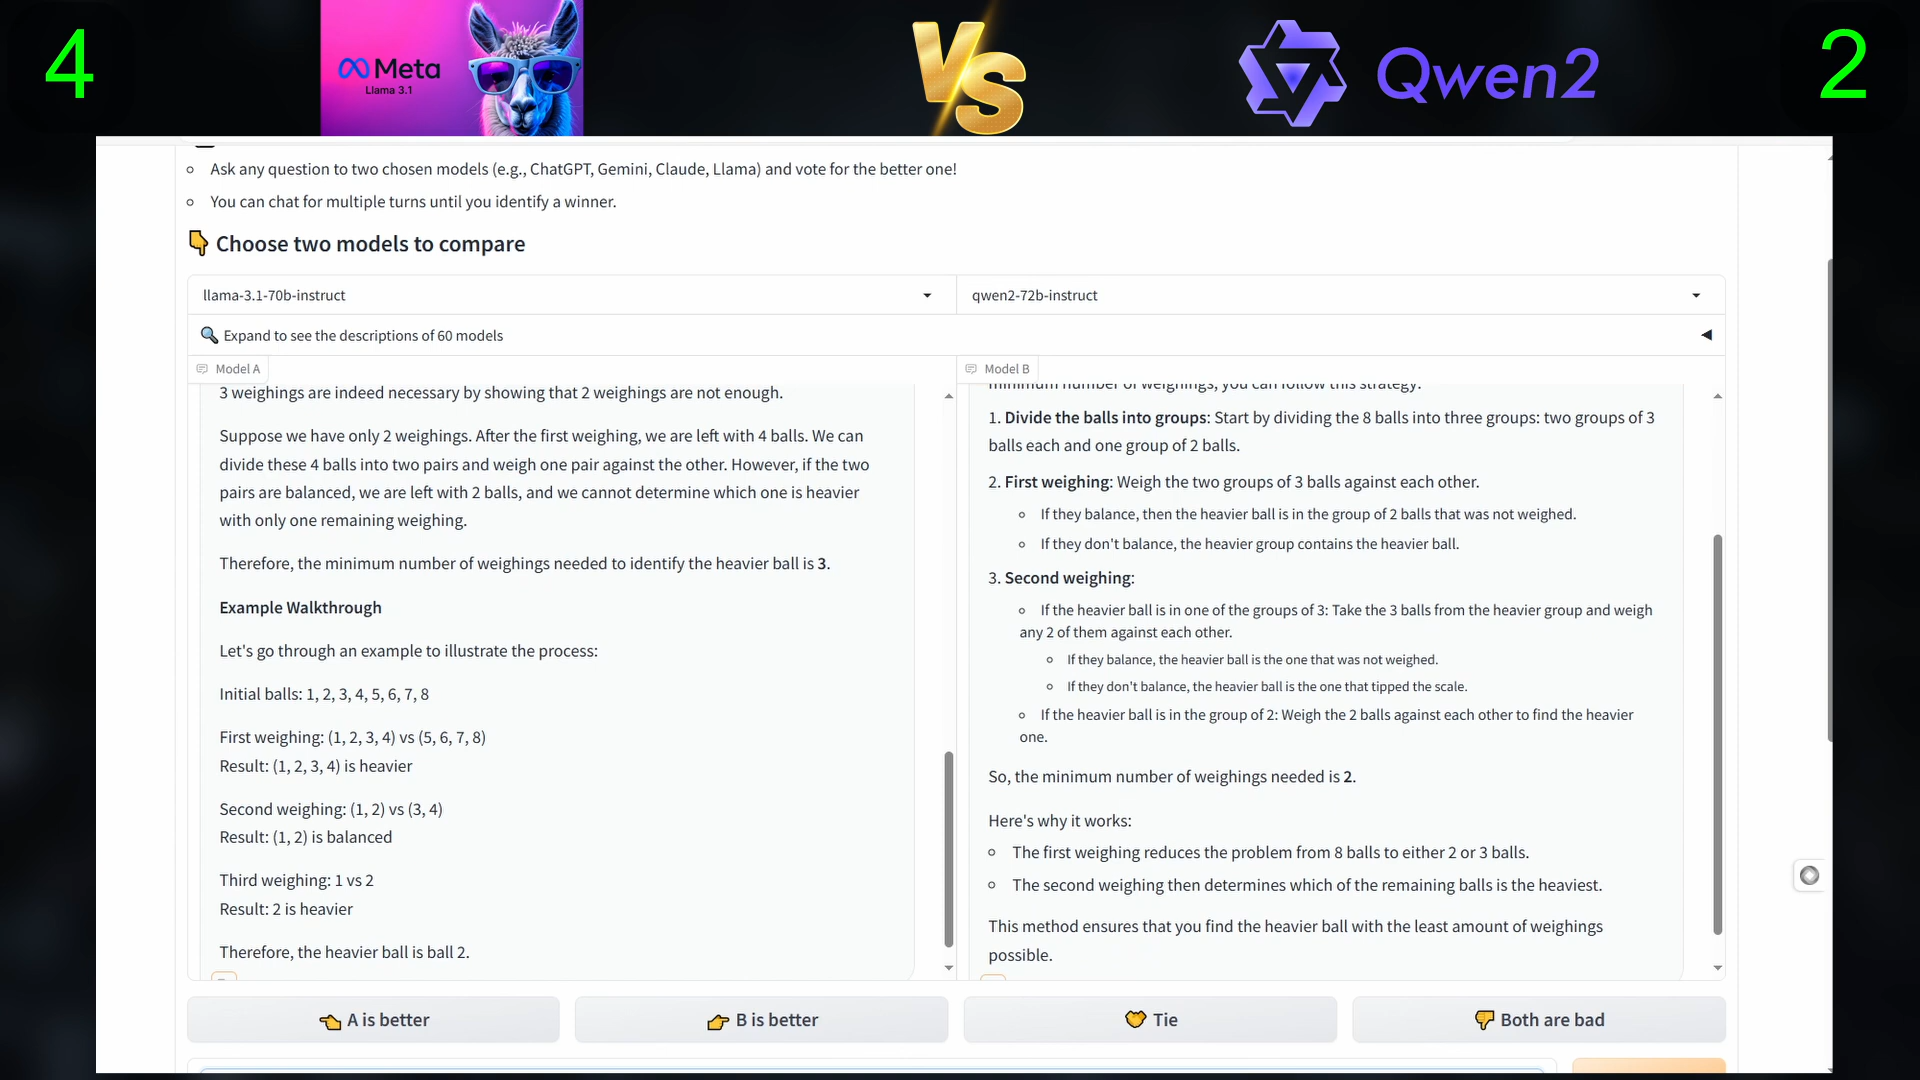 4
Meta
Llama 3.1
VS
Qwen2
2
Ask any question to two chosen models (e.g., ChatGPT, Gemini, Claude, Llama) and vote for the better one!
You can chat for multiple turns until you identify a winner.
Choose two models to compare
llama-3.1-70b-instruct
qwen2-72b-instruct
Expand to see the descriptions of 60 models
Model A
3 weighings are indeed necessary by showing that 2 weighings are not enough.
Suppose we have only 2 weighings. After the first weighing, we are left with 4 balls. We can
divide these 4 balls into two pairs and weigh one pair against the other. However, if the two
pairs are balanced, we are left with 2 balls, and we cannot determine which one is heavier
with only one remaining weighing.
Therefore, the minimum number of weighings needed to identify the heavier ball is 3.
Example Walkthrough
Let's go through an example to illustrate the process:
Initial balls: 1, 2, 3, 4, 5, 6, 7, 8
First weighing: (1, 2, 3, 4) vs (5, 6, 7, 8)
Result: (1, 2, 3, 4) is heavier
Second weighing: (1, 2) vs (3, 4)
Result: (1, 2) is balanced
Third weighing: 1 vs 2
Result: 2 is heavier
Therefore, the heavier ball is ball 2.
Model B
minimum number of weighings, you can follow this strategy:
1. Divide the balls into groups: Start by dividing the 8 balls into three groups: two groups of 3
balls each and one group of 2 balls.
2. First weighing: Weigh the two groups of 3 balls against each other.
If they balance, then the heavier ball is in the group of 2 balls that was not weighed.
If they don't balance, the heavier group contains the heavier ball.
3. Second weighing:
If the heavier ball is in one of the groups of 3: Take the 3 balls from the heavier group and weigh
any 2 of them against each other.
If they balance, the heavier ball is the one that was not weighed.
If they don't balance, the heavier ball is the one that tipped the scale.
If the heavier ball is in the group of 2: Weigh the 2 balls against each other to find the heavier
one.
So, the minimum number of weighings needed is 2.
Here's why it works:
The first weighing reduces the problem from 8 balls to either 2 or 3 balls.
The second weighing then determines which of the remaining balls is the heaviest.
This method ensures that you find the heavier ball with the least amount of weighings
possible.
A is better
B is better
Tie
Both are bad